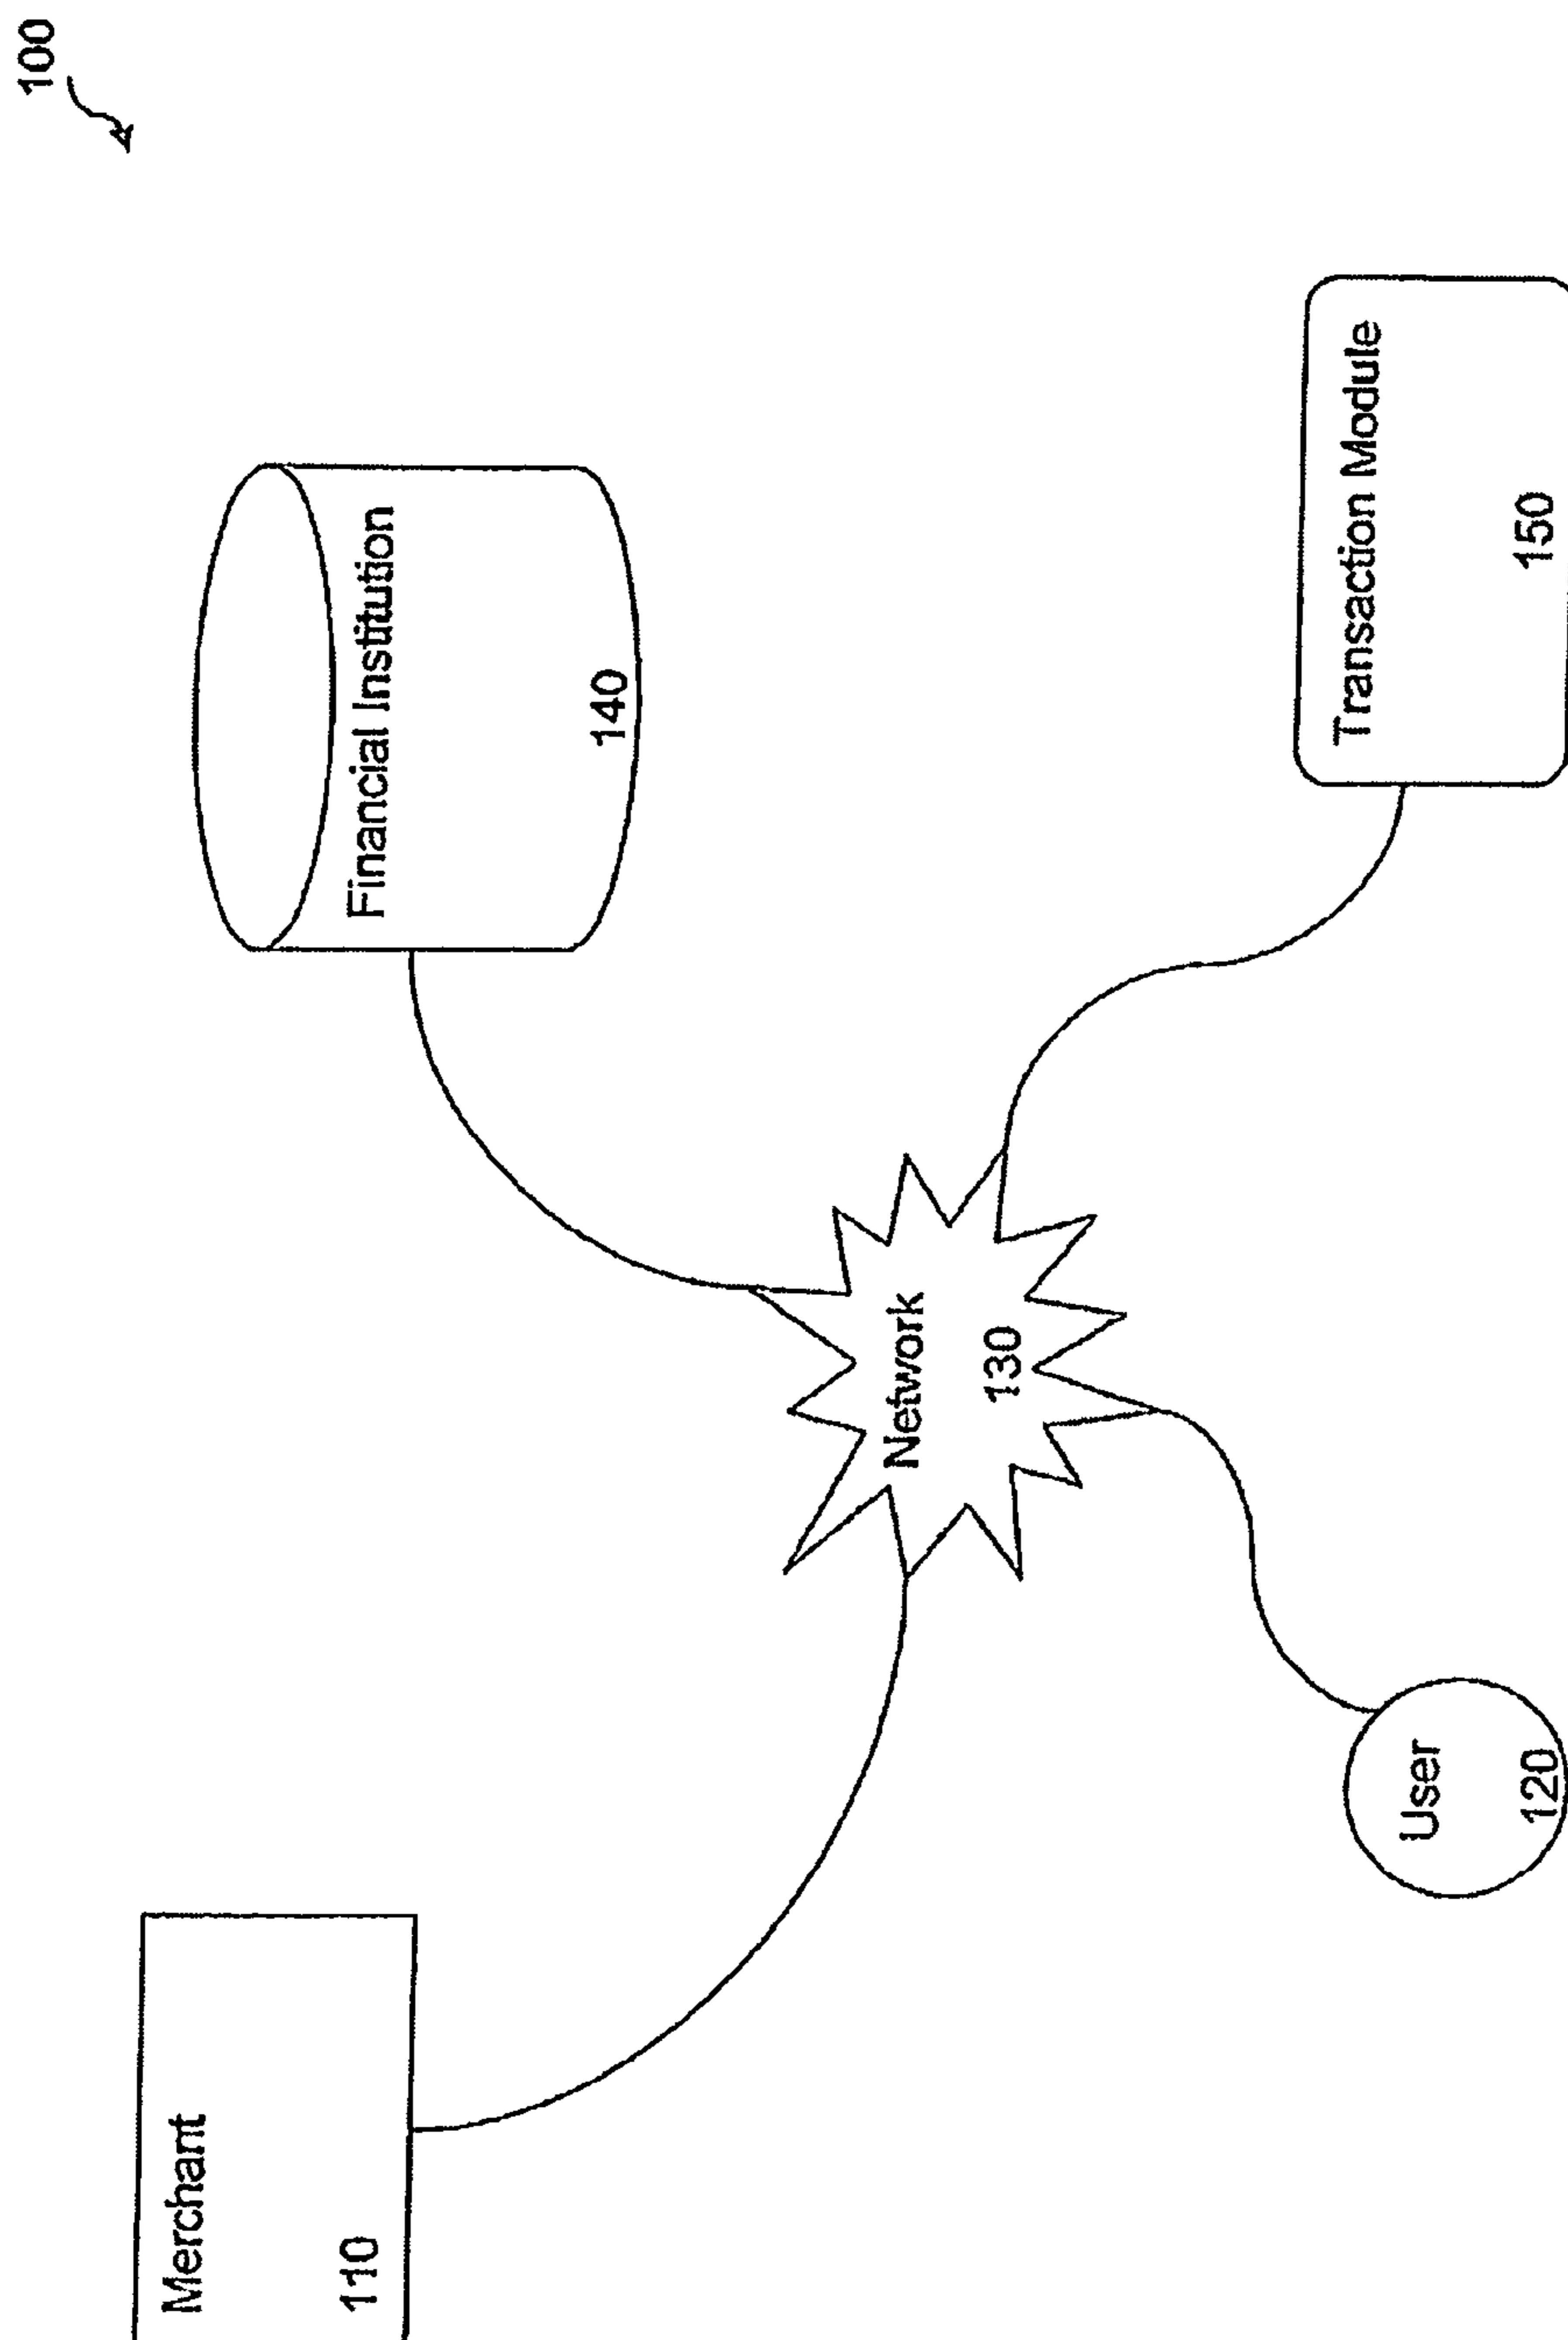 100
Merchant
110
Financial Institution
140
Network
130
User
120
Transaction Module
150